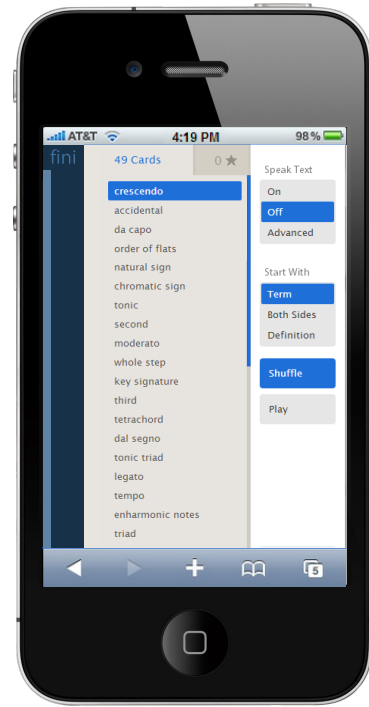 AT&T 4:19 PM 98%
fini
49 Cards
0 ★
crescendo
accidental
da capo
order of flats
natural sign
chromatic sign
tonic
second
moderato
whole step
key signature
third
tetrachord
dal segno
tonic triad
legato
tempo
enharmonic notes
triad
Speak Text
On
Off
Advanced
Start With
Term
Both Sides
Definition
Shuffle
Play
5